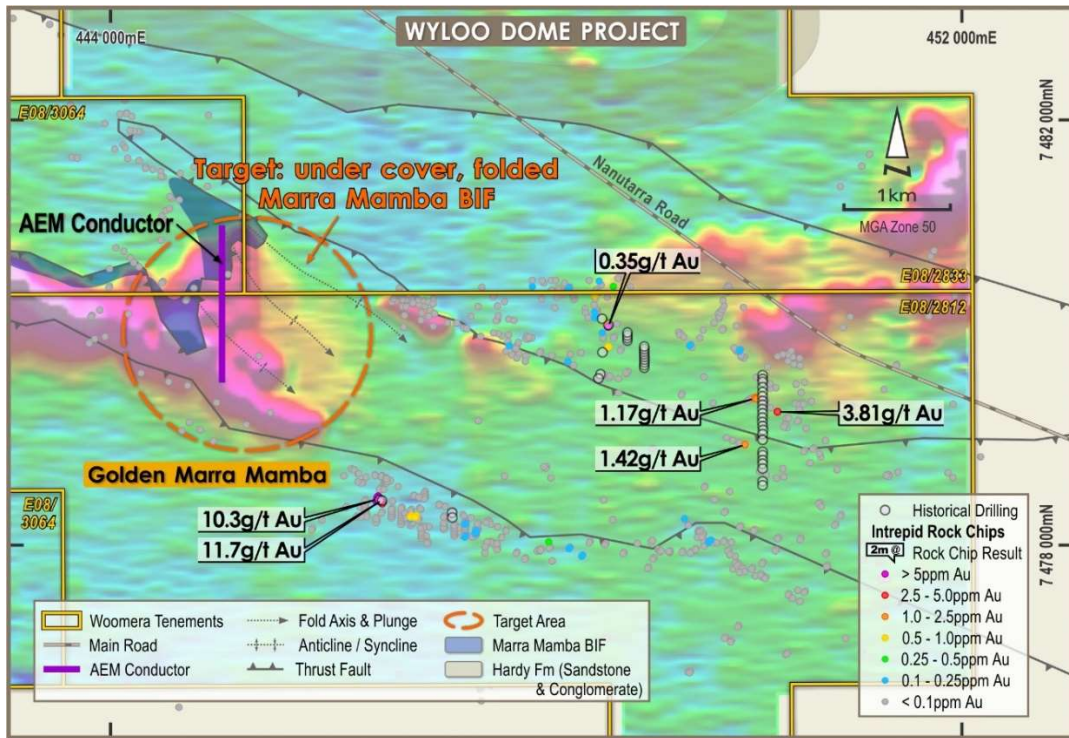 WYLOO DOME PROJECT
444 000mE
452 000mE
E08/3064
7 482 000mN
Target: under cover, folded
Marra Mamba BIF
AEM Conductor
Nanutarra Road
N
1km
MGA Zone 50
0.35g/t Au
E08/2833
E08/2812
1.17g/t Au
3.81g/t Au
1.42g/t Au
Golden Marra Mamba
E08/
3064
10.3g/t Au
11.7g/t Au
7 478 000mN
Woomera Tenements
Main Road
AEM Conductor
Fold Axis & Plunge
Anticline / Syncline
Thrust Fault
Target Area
Marra Mamba BIF
Hardy Fm (Sandstone
& Conglomerate)
Historical Drilling
Intrepid Rock Chips
2m @
Rock Chip Result
> 5ppm Au
2.5 - 5.0ppm Au
1.0 - 2.5ppm Au
0.5 - 1.0ppm Au
0.25 - 0.5ppm Au
0.1 - 0.25ppm Au
< 0.1ppm Au